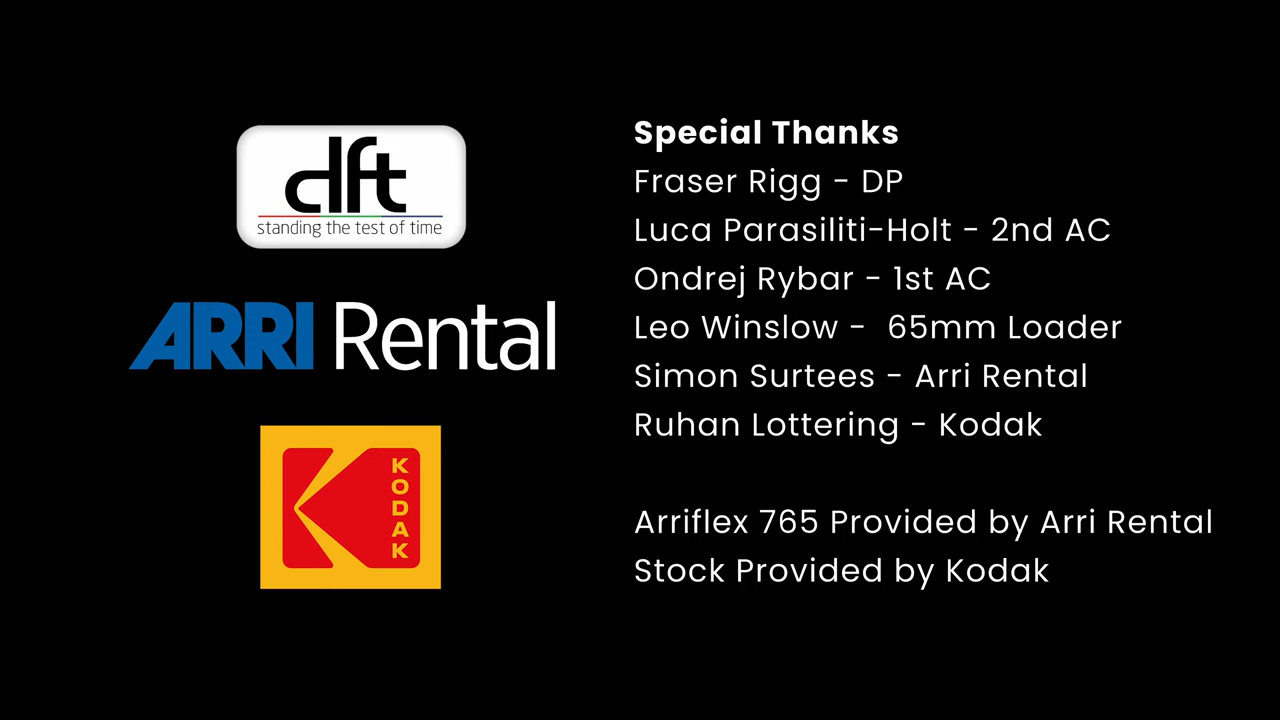 dft
standing the test of time
ARRI Rental
KODAK
Special Thanks
Fraser Rigg - DP
Luca Parasiliti-Holt - 2nd AC
Ondrej Rybar - 1st AC
Leo Winslow -  65mm Loader
Simon Surtees - Arri Rental
Ruhan Lottering - Kodak
Arriflex 765 Provided by Arri Rental
Stock Provided by Kodak